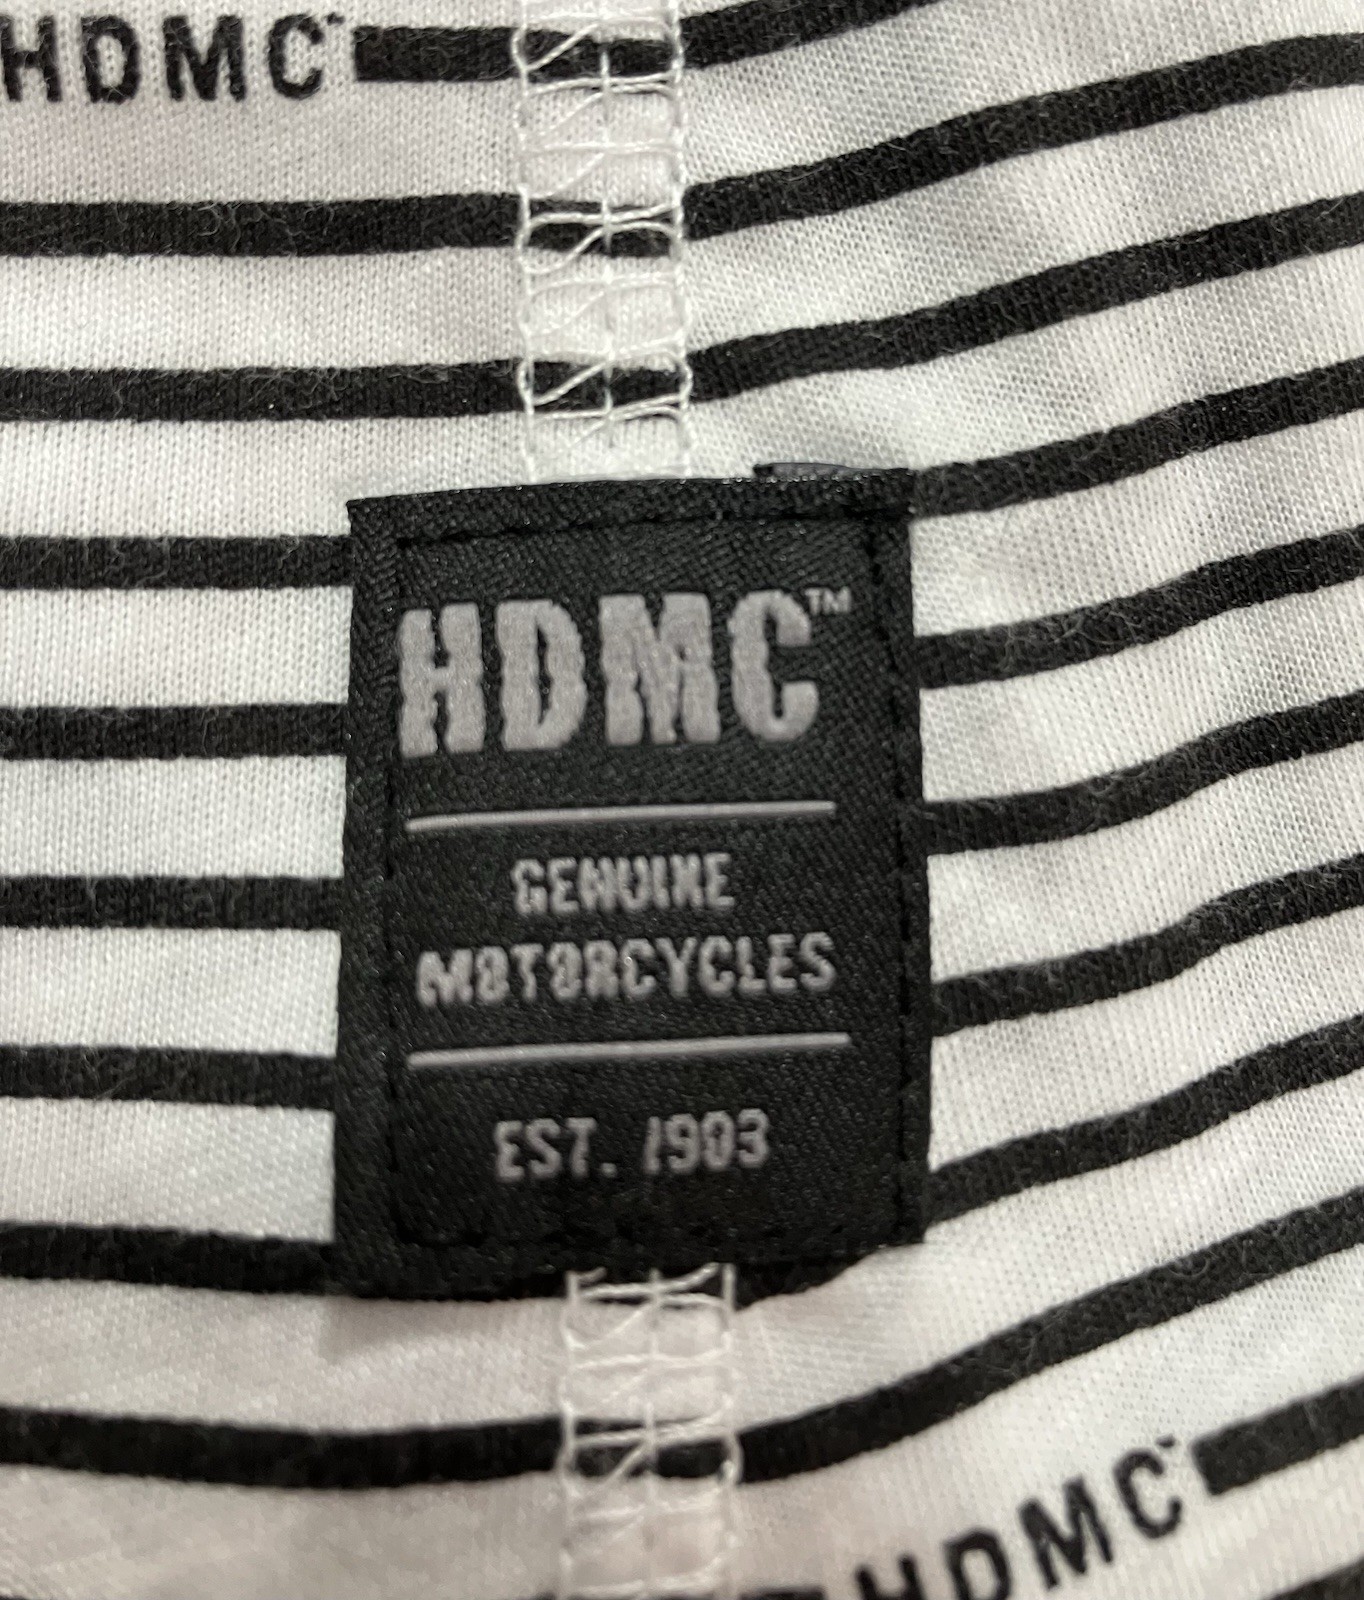 HDMC™
HDMC™
GENUINE
MOTORCYCLES
EST. 1903
HDMC™